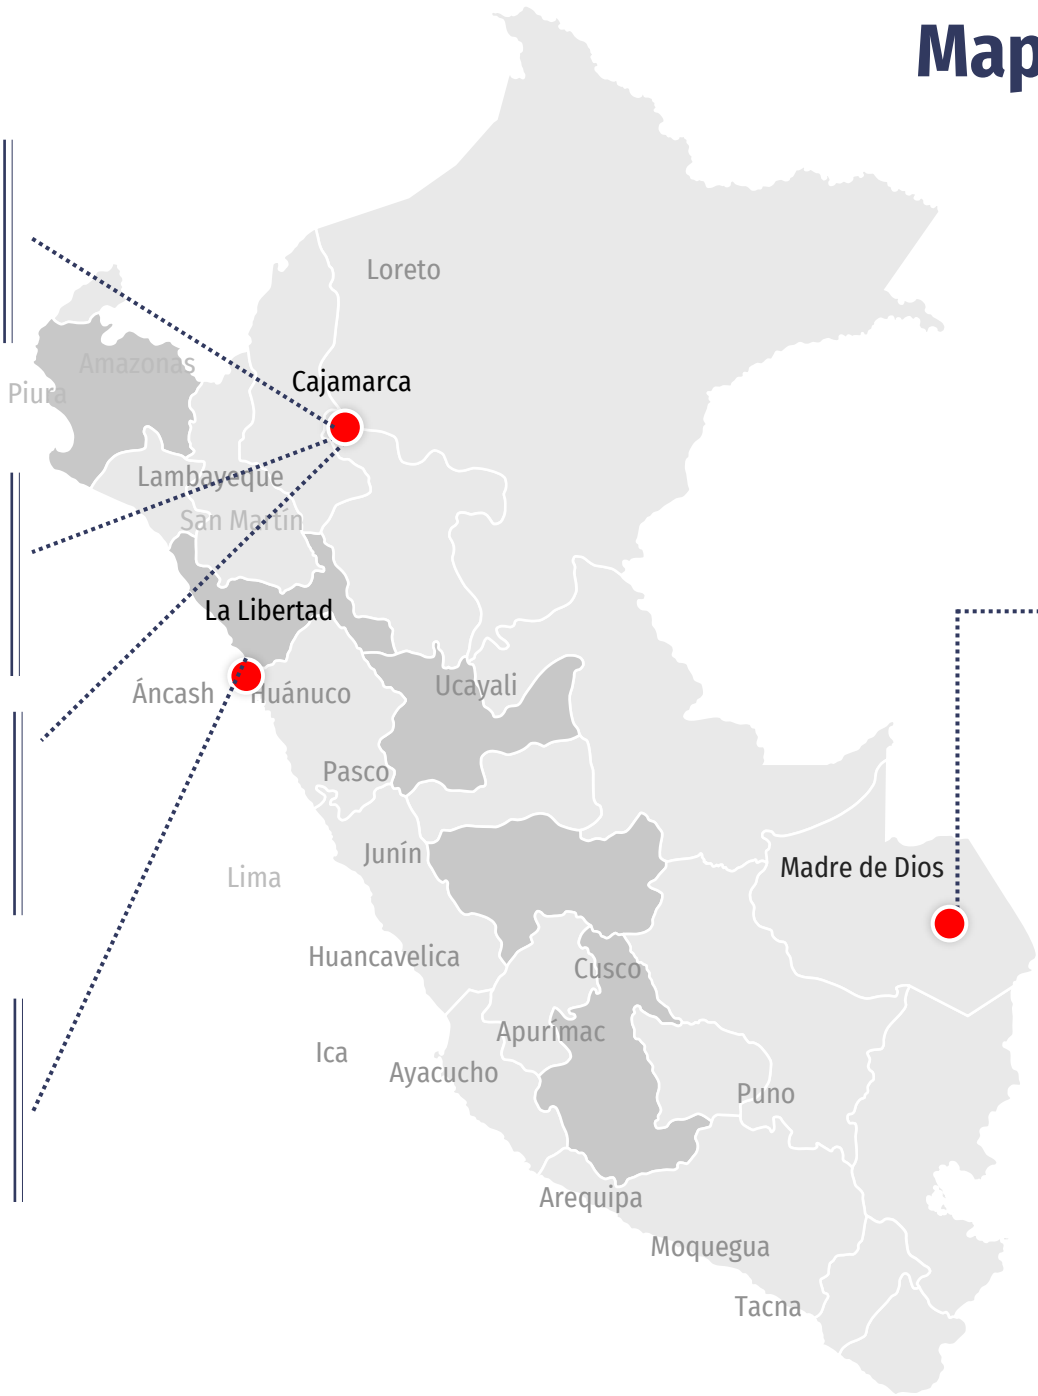 Map
Loreto
Amazonas
Piura
Cajamarca
Lambayeque
San Martín
La Libertad
Áncash
Huánuco
Ucayali
Pasco
Junín
Lima
Madre de Dios
Huancavelica
Cusco
Apurímac
Ica
Ayacucho
Puno
Arequipa
Moquegua
Tacna